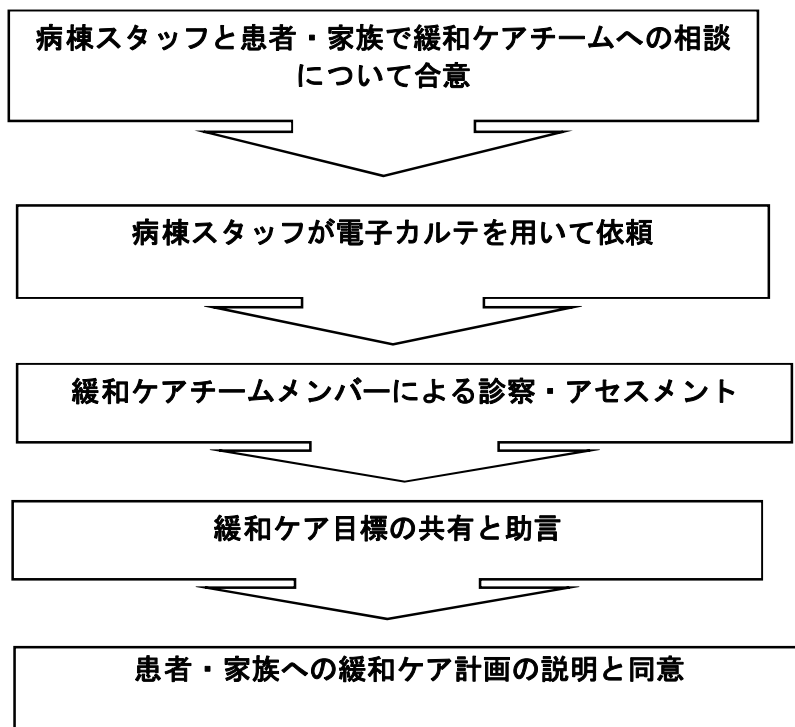 病棟スタッフと患者・家族で緩和ケアチームへの相談
について合意
病棟スタッフが電子カルテを用いて依頼
緩和ケアチームメンバーによる診察・アセスメント
緩和ケア目標の共有と助言
患者・家族への緩和ケア計画の説明と同意